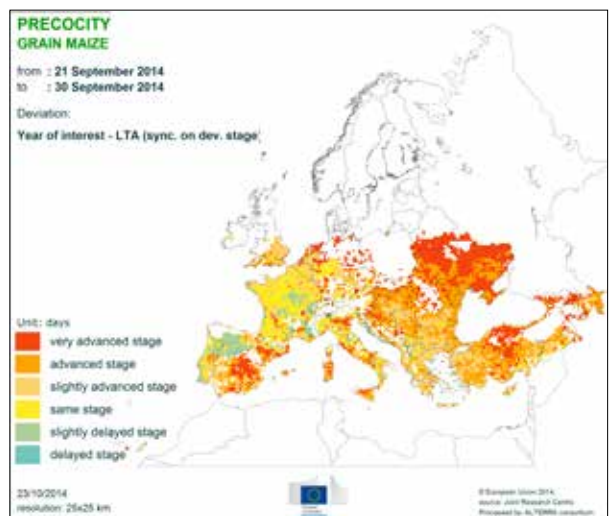 PRECOCITY
GRAIN MAIZE
from : 21 September 2014
to : 30 September 2014
Deviation:
Year of interest - LTA (sync. on dev. stage)
Unit: days
very advanced stage
advanced stage
slightly advanced stage
same stage
slightly delayed stage
delayed stage
23/10/2014
resolution: 25x25 km
© European Union 2014
source: Joint Research Centre
Processed by ALTERRA consortium